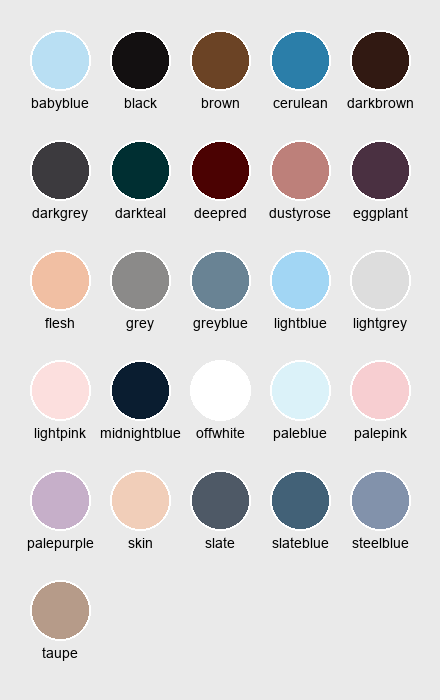 babyblue black brown cerulean darkbrown
darkgrey darkteal deepred dustyrose eggplant
flesh grey greyblue lightblue lightgrey
lightpink midnightblue offwhite paleblue palepink
palepurple skin slate slateblue steelblue
taupe